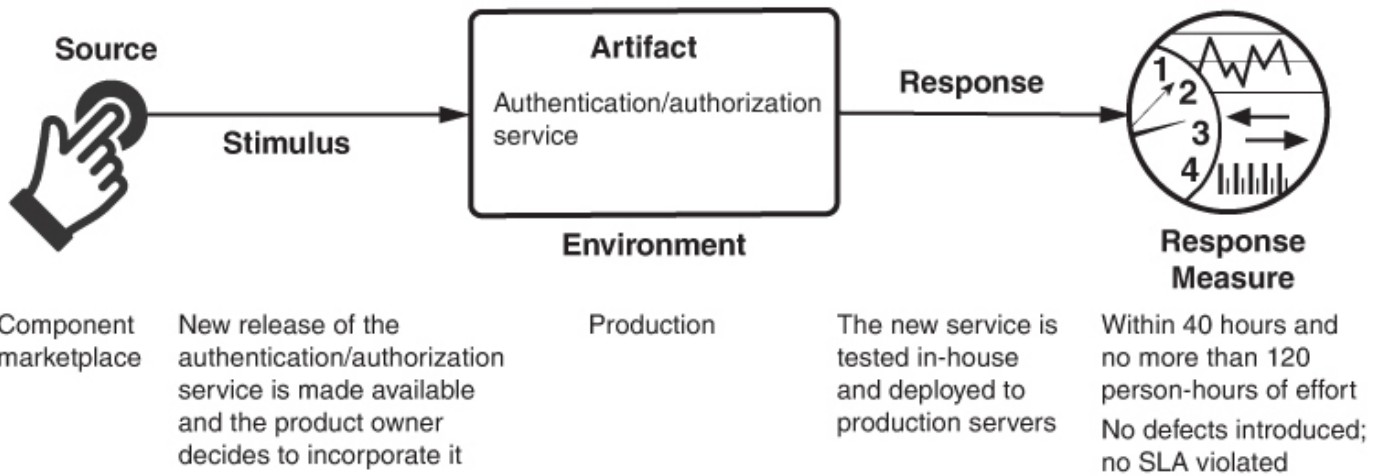 Source
Stimulus
Artifact
Authentication/authorization
service
Environment
Response
1
2
3
4
Response
Measure
Component
marketplace
New release of the
authentication/authorization
service is made available
and the product owner
decides to incorporate it
Production
The new service is
tested in-house
and deployed to
production servers
Within 40 hours and
no more than 120
person-hours of effort
No defects introduced;
no SLA violated